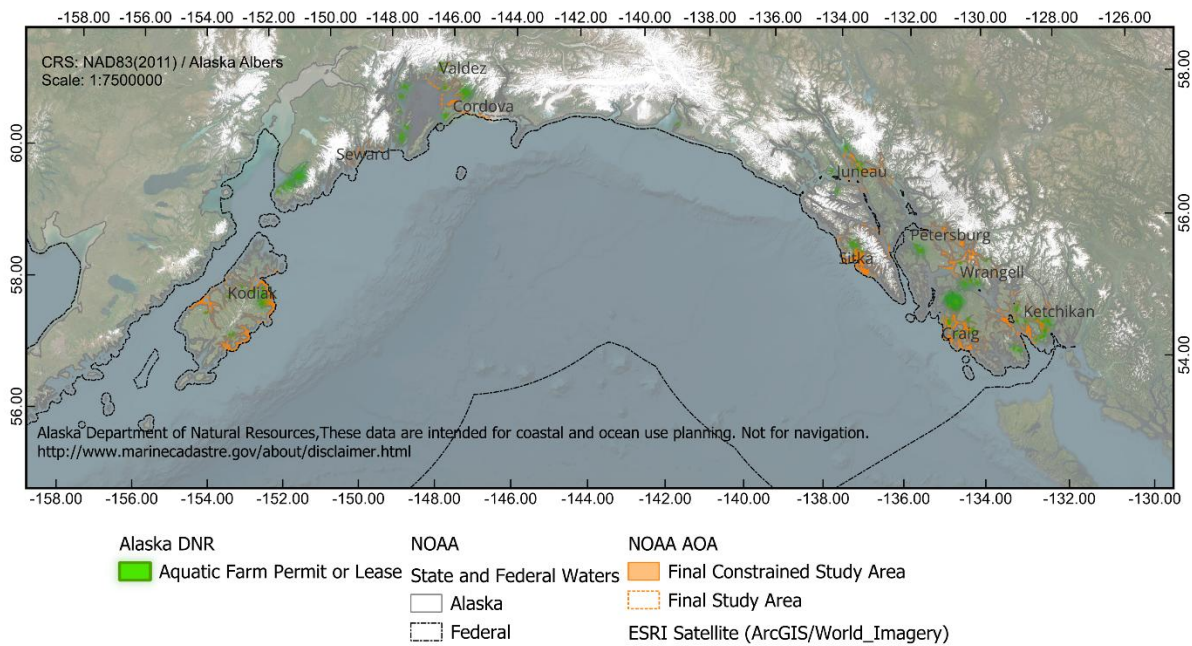 -158.00 -156.00 -154.00 -152.00 -150.00 -148.00 -146.00 -144.00 -142.00 -140.00 -138.00 -136.00 -134.00 -132.00 -130.00 -128.00 -126.00
CRS: NAD83(2011) / Alaska Albers
Scale: 1:7500000
Valdez
58.00
Cordova
60.00
Seward
Juneau
56.00
Petersburg
Sitka
Wrangell
58.00
Kodiak
Ketchikan
Craig
54.00
56.00
Alaska Department of Natural Resources,These data are intended for coastal and ocean use planning. Not for navigation.
http://www.marinecadastre.gov/about/disclaimer.html
-158.00 -156.00 -154.00 -152.00 -150.00 -148.00 -146.00 -144.00 -142.00 -140.00 -138.00 -136.00 -134.00 -132.00 -130.00
Alaska DNR
Aquatic Farm Permit or Lease
NOAA
State and Federal Waters
Alaska
Federal
NOAA AOA
Final Constrained Study Area
Final Study Area
ESRI Satellite (ArcGIS/World_Imagery)